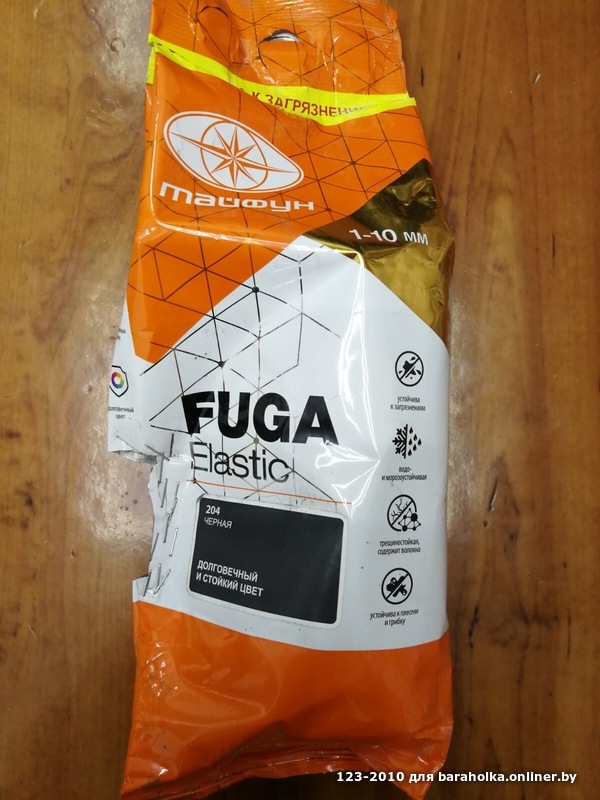 К ЗАГРЯЗНЕНИ
Тайфун
1-10 мм
FUGA
Elastic
204
ЧЕРНАЯ
ДОЛГОВЕЧНЫЙ
И СТОЙКИЙ ЦВЕТ
устойчива
к загрязнениям
водо-
и морозоустойчивая
трещиностойкая,
содержит волокна
устойчива к плесени
и грибку
долговечный
цвет
123-2010 для baraholka.onliner.by